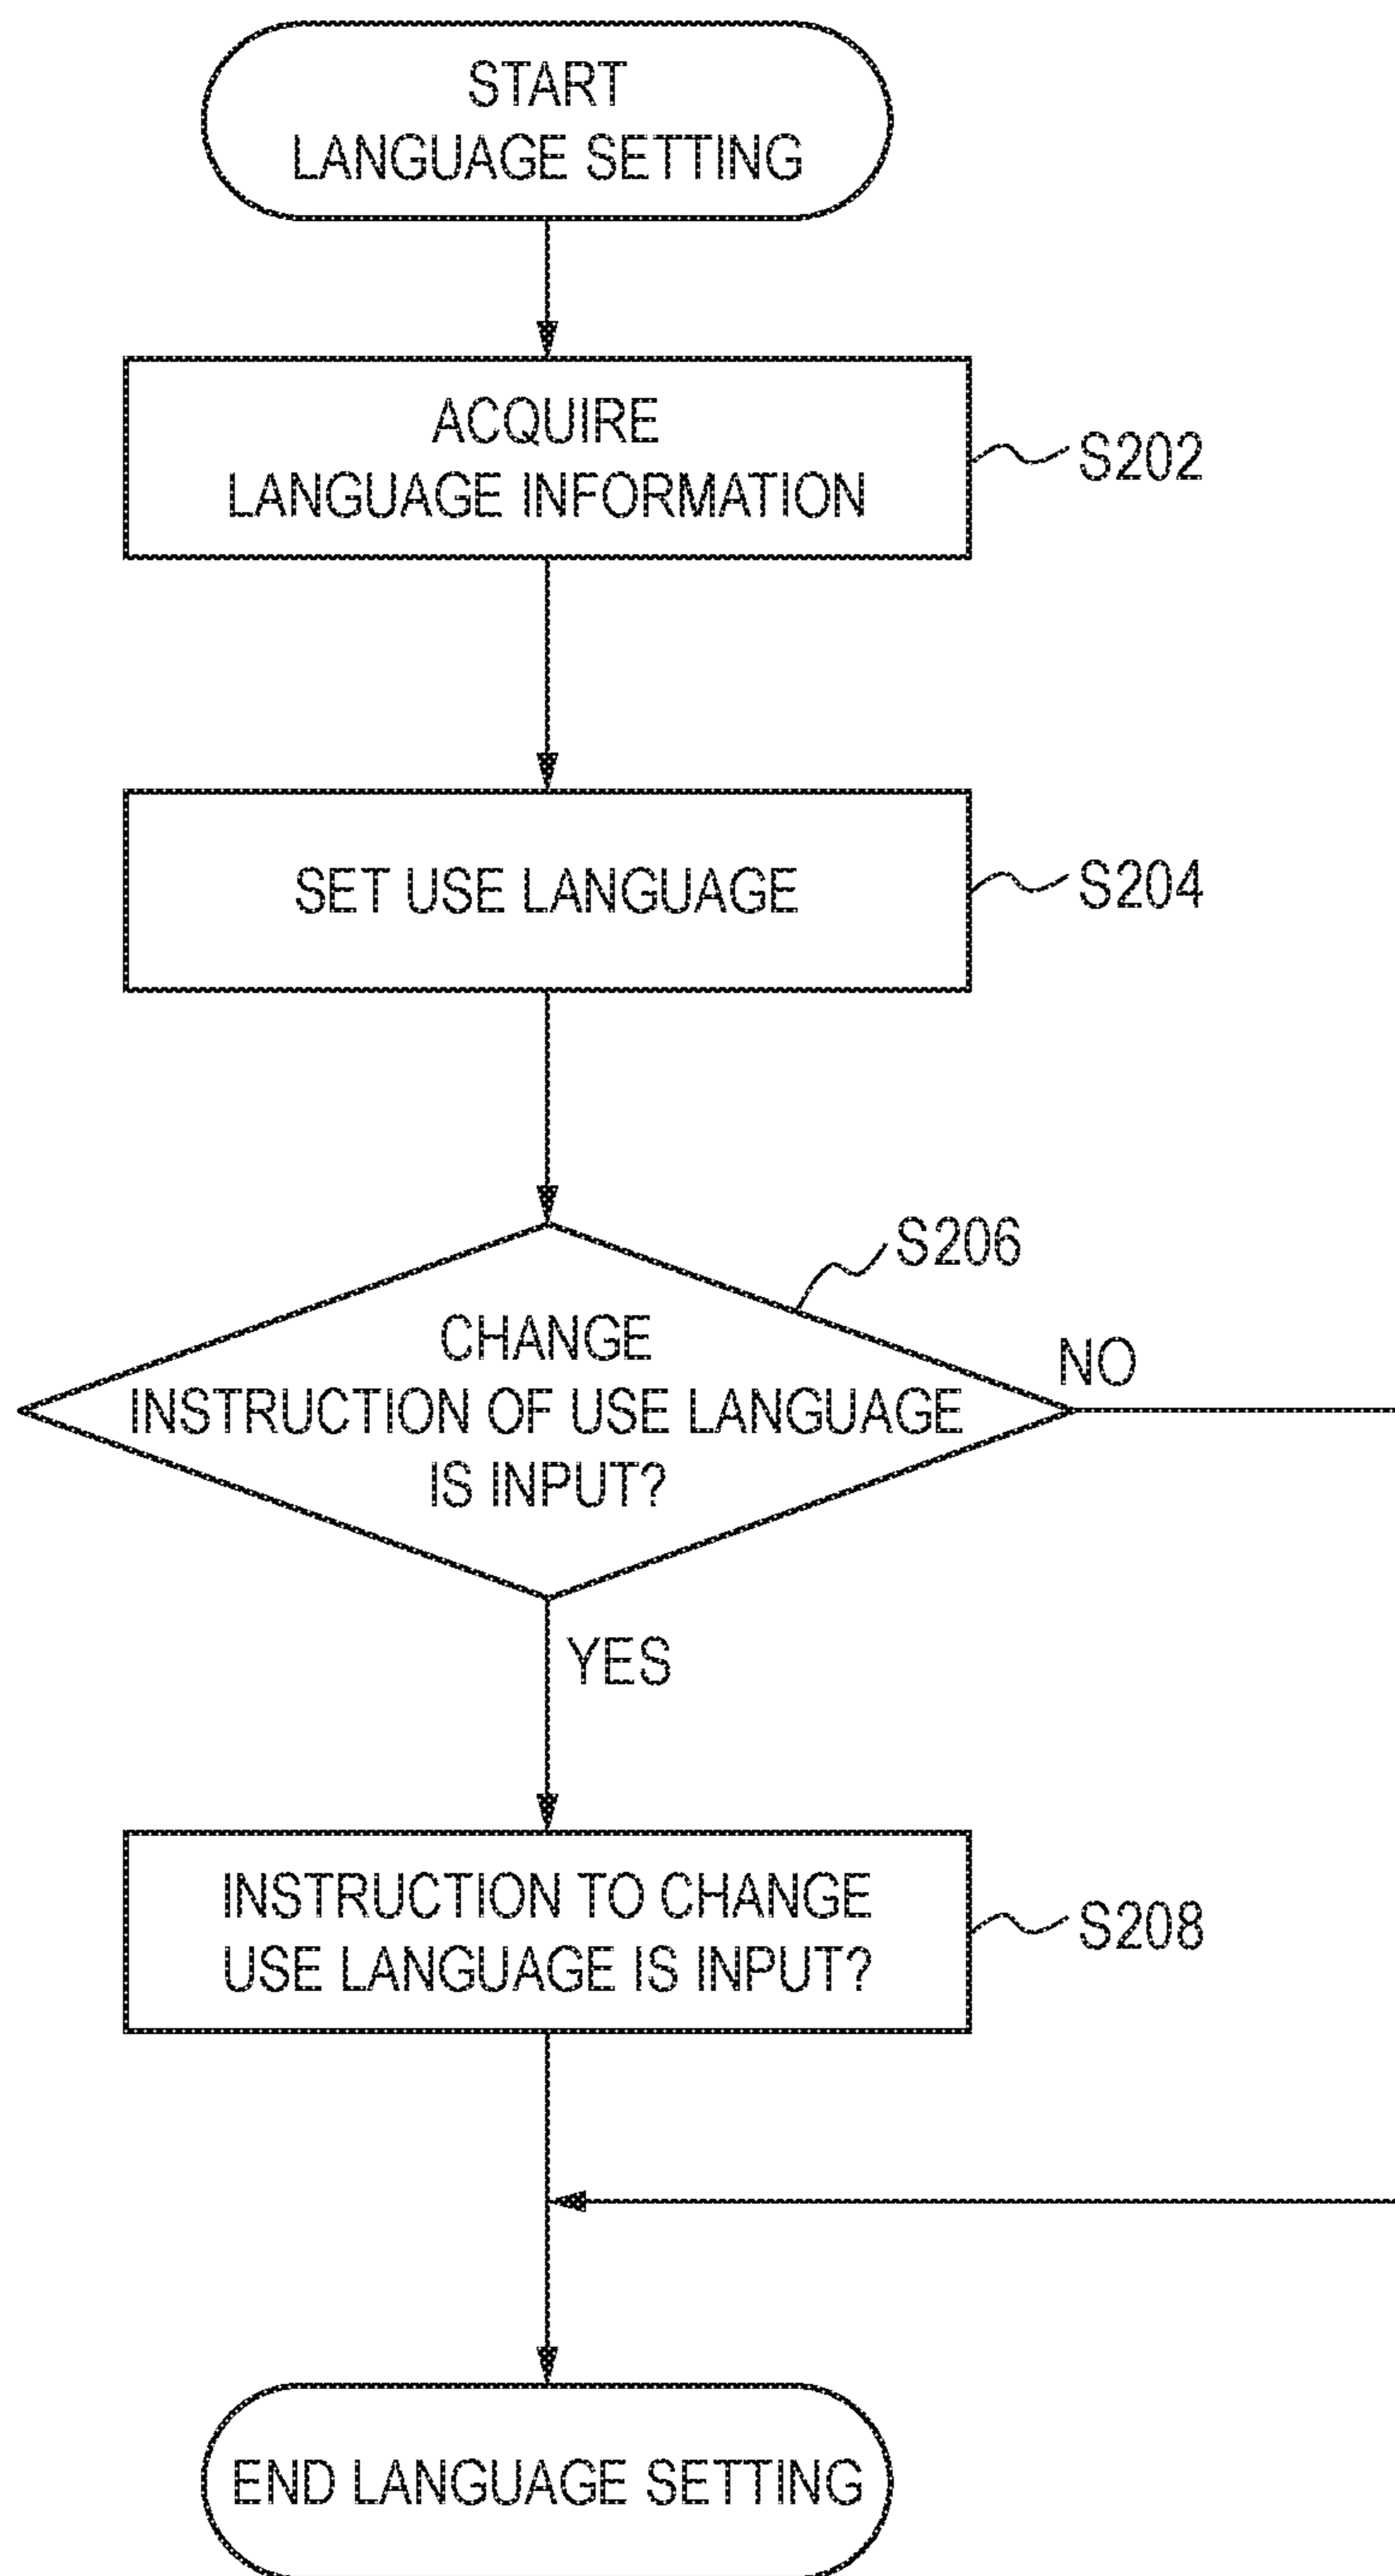 START
LANGUAGE SETTING
ACQUIRE
LANGUAGE INFORMATION
S202
SET USE LANGUAGE
S204
S206
CHANGE
INSTRUCTION OF USE LANGUAGE
IS INPUT?
NO
YES
INSTRUCTION TO CHANGE
USE LANGUAGE IS INPUT?
S208
END LANGUAGE SETTING